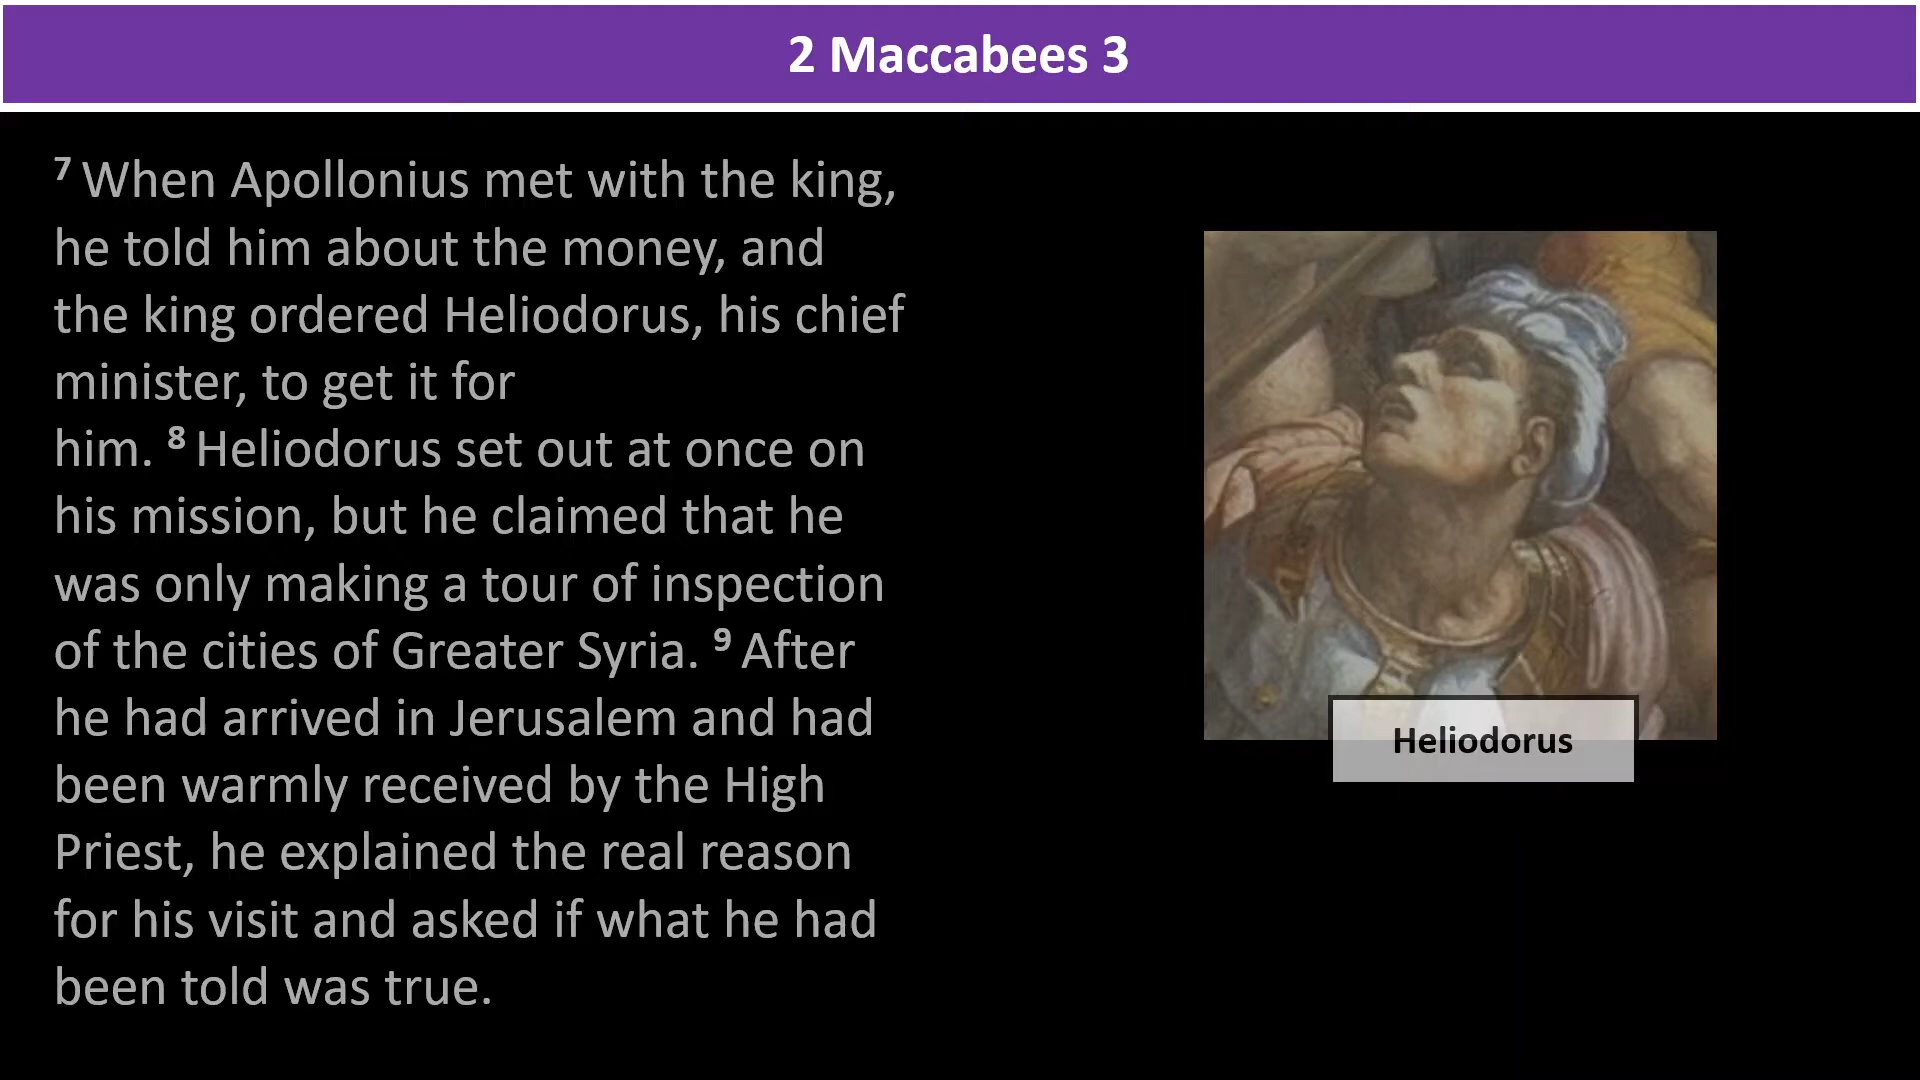 2 Maccabees 3
7 When Apollonius met with the king,
he told him about the money, and
the king ordered Heliodorus, his chief
minister, to get it for
him. 8 Heliodorus set out at once on
his mission, but he claimed that he
was only making a tour of inspection
of the cities of Greater Syria. 9 After
he had arrived in Jerusalem and had
been warmly received by the High
Priest, he explained the real reason
for his visit and asked if what he had
been told was true.
Heliodorus